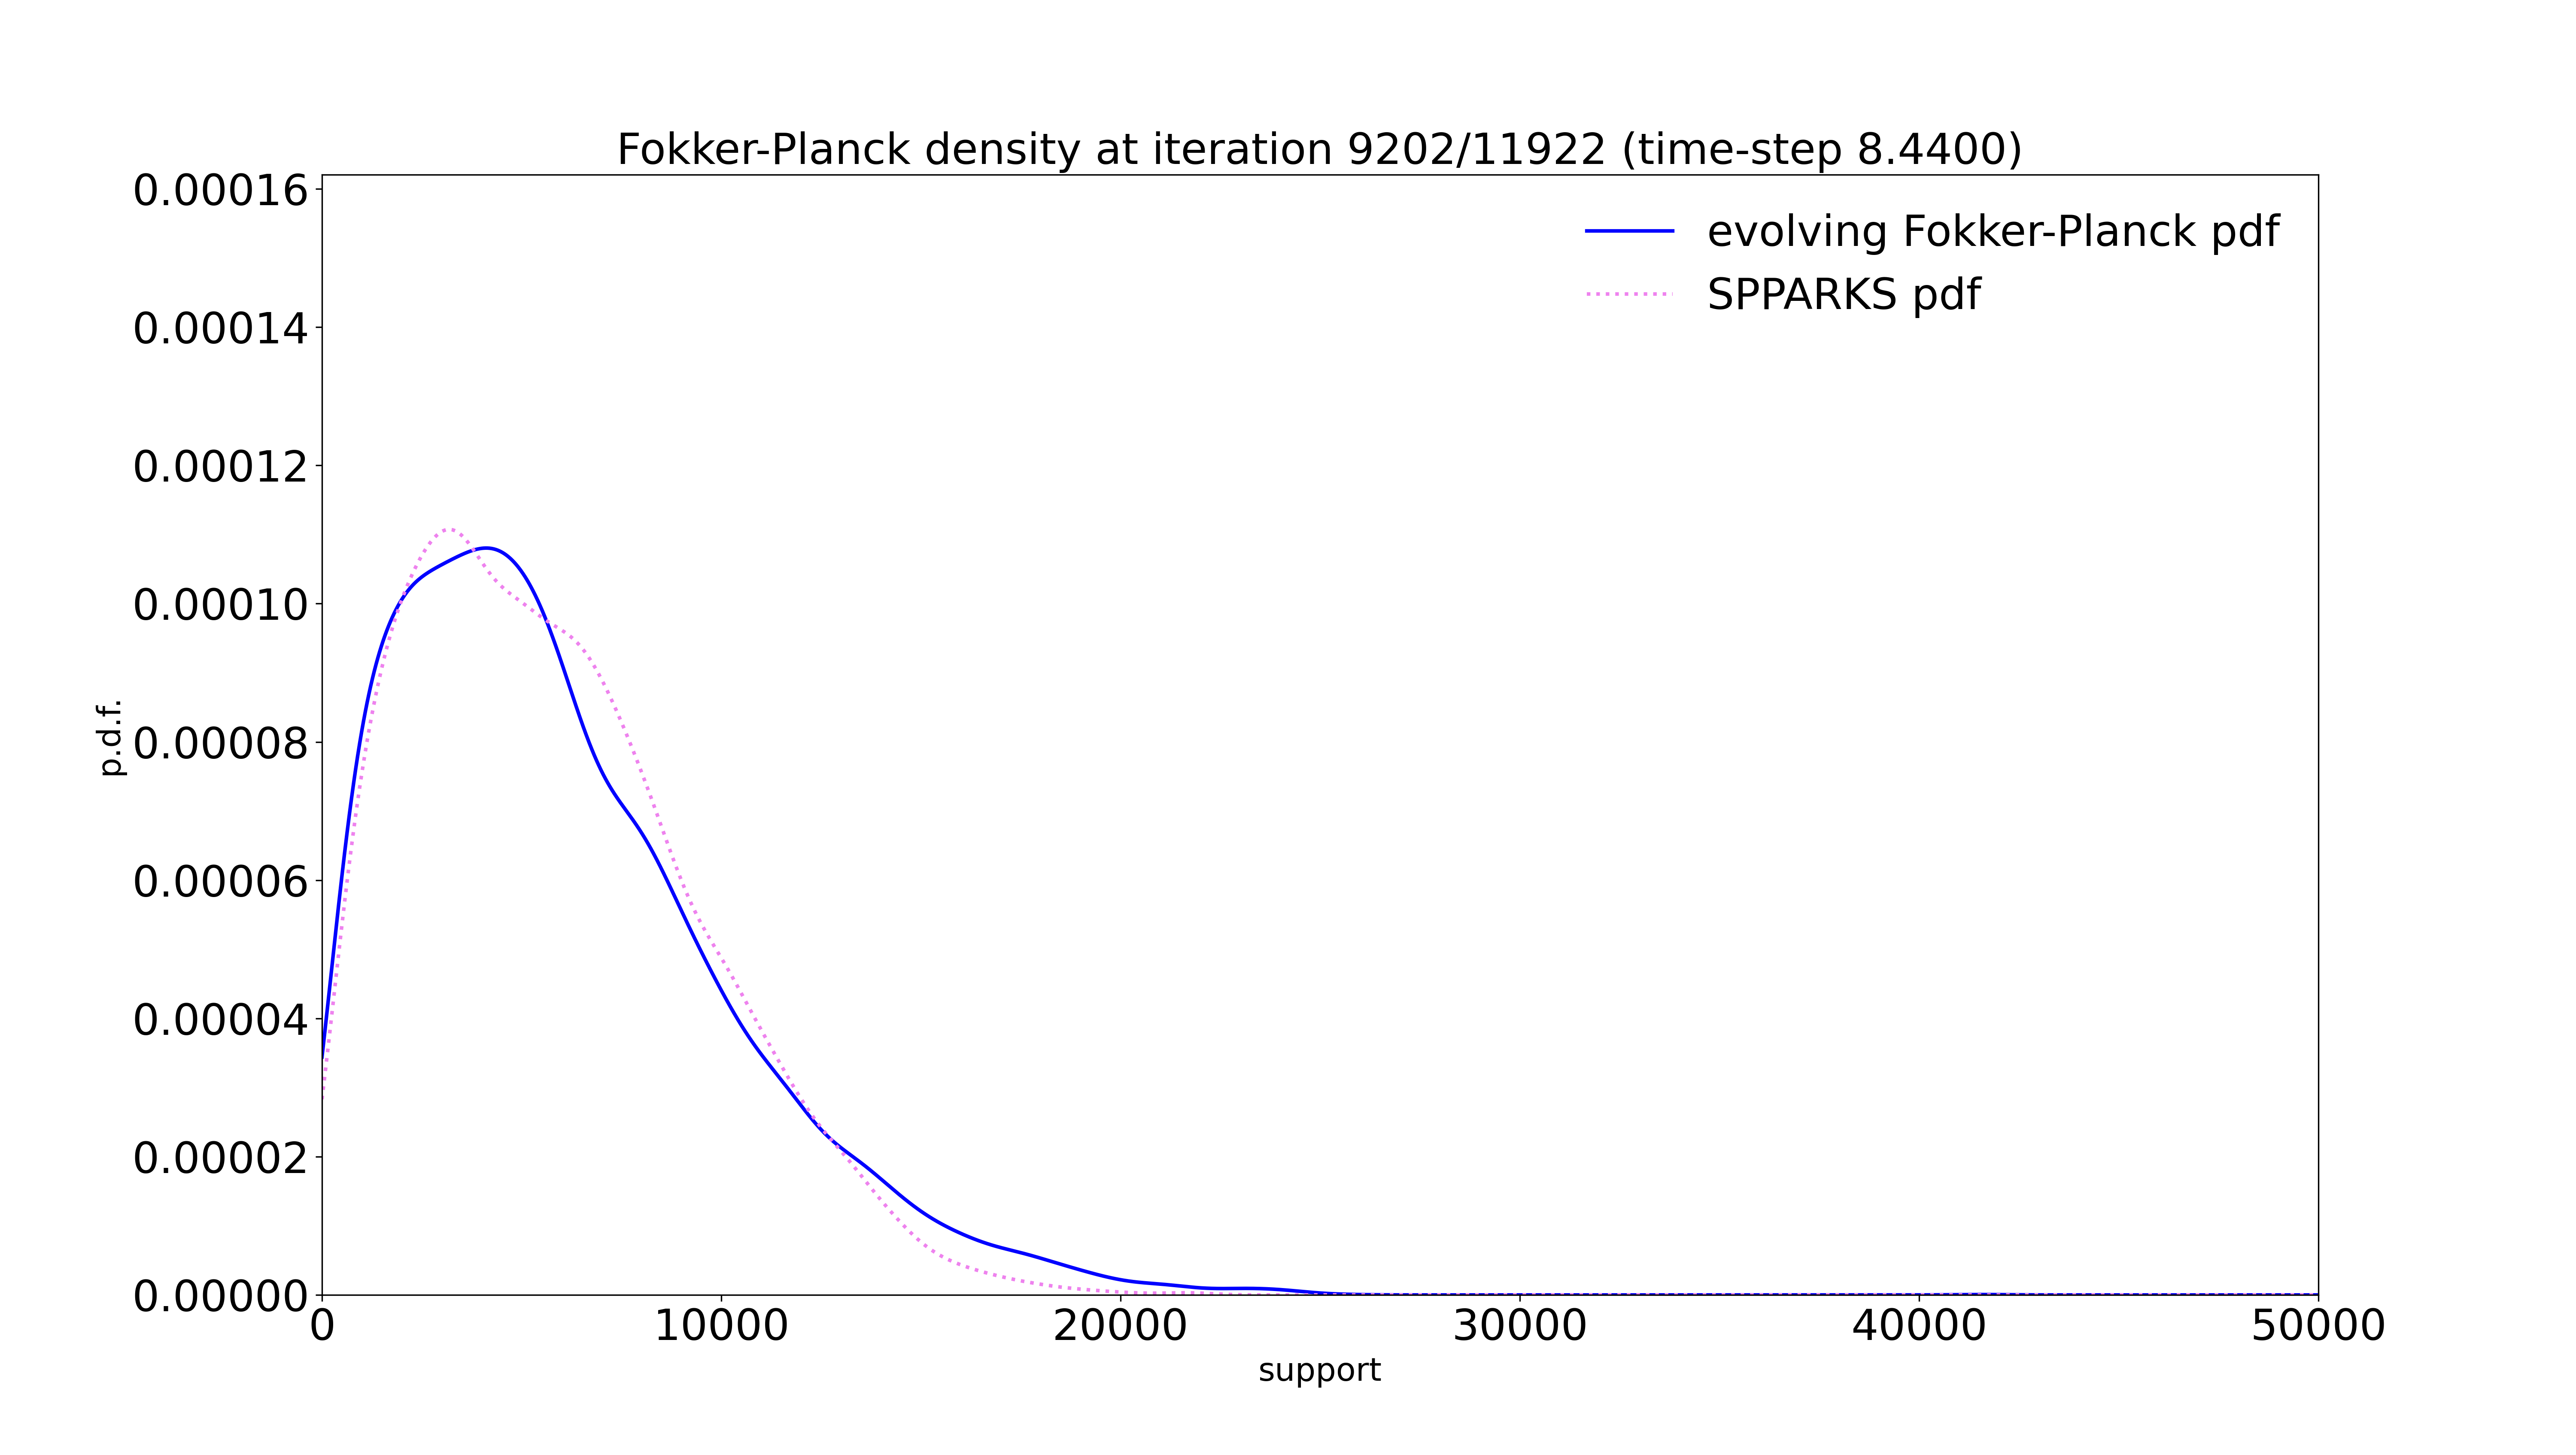 Fokker-Planck density at iteration 9202/11922 (time-step 8.4400)
evolving Fokker-Planck pdf
SPPARKS pdf
0.00016
0.00014
0.00012
0.00010
0.00008
0.00006
0.00004
0.00002
0.00000
p.d.f.
0 10000 20000 30000 40000 50000
support